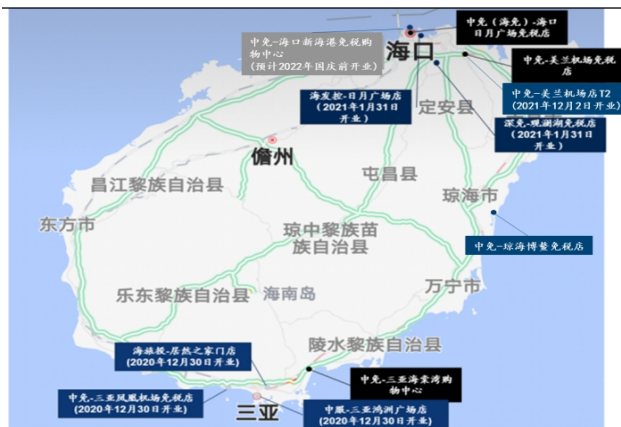 中免(海免)-海口
日月广场免税店
中免-海口新海港免税购
物中心
(预计2022年国庆前开业)
海口
中免-美兰机场免税
店
中免-美兰机场店T2
(2021年12月2日开业)
海发控-日月广场店
(2021年1月31日
开业)
定安县
深免-观澜湖免税店
(2021年1月31日
开业)
儋州
屯昌县
昌江黎族自治县
琼海市
东方市
琼中黎族苗
族自治县
中免-琼海博鳌免税店
万宁市
乐东黎族自治县
海南岛
陵水黎族自治县
海旅投-居然之家门店
(2020年12月30日开业)
中免-三亚海棠湾购
物中心
中免-三亚凤凰机场免税店
(2020年12月30日开业)
三亚
中服-三亚鸿洲广场店
(2020年12月30日开业)